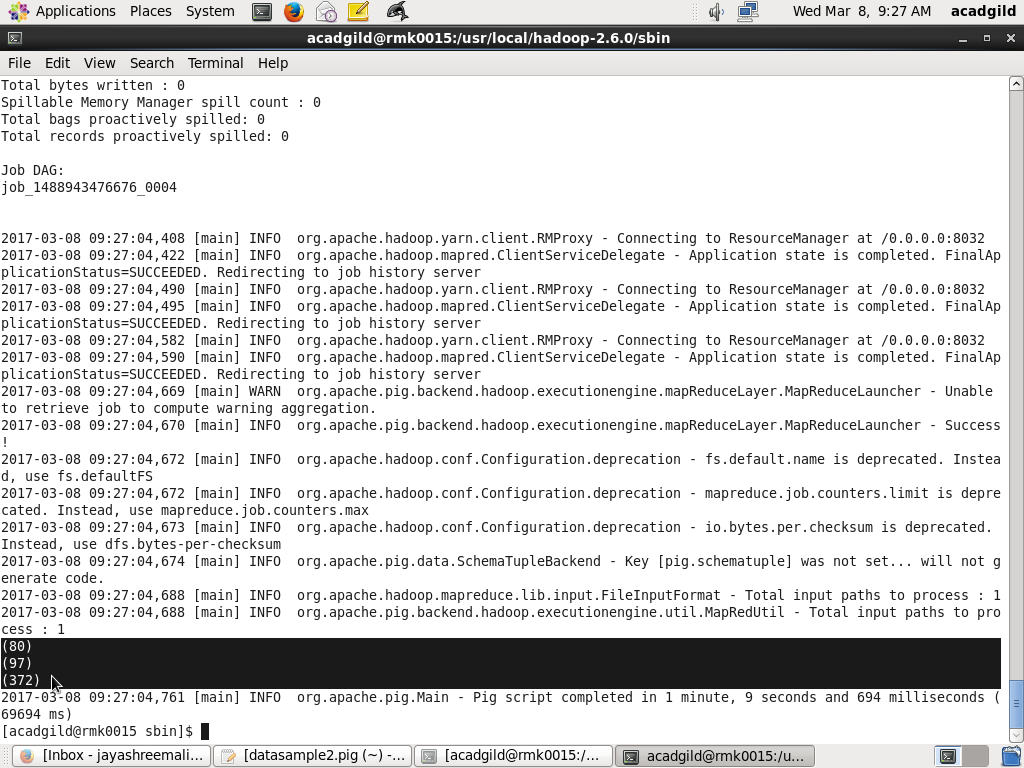 Applications Places System Wed Mar 8, 9:27 AM acadgild
acadgild@rmk0015:/usr/local/hadoop-2.6.0/sbin
File Edit View Search Terminal Help
Total bytes written : 0
Spillable Memory Manager spill count : 0
Total bags proactively spilled: 0
Total records proactively spilled: 0
Job DAG:
job_1488943476676_0004
2017-03-08 09:27:04,408 [main] INFO  org.apache.hadoop.yarn.client.RMProxy - Connecting to ResourceManager at /0.0.0.0:8032
2017-03-08 09:27:04,422 [main] INFO  org.apache.hadoop.mapred.ClientServiceDelegate - Application state is completed. FinalAp
plicationStatus=SUCCEEDED. Redirecting to job history server
2017-03-08 09:27:04,490 [main] INFO  org.apache.hadoop.yarn.client.RMProxy - Connecting to ResourceManager at /0.0.0.0:8032
2017-03-08 09:27:04,495 [main] INFO  org.apache.hadoop.mapred.ClientServiceDelegate - Application state is completed. FinalAp
plicationStatus=SUCCEEDED. Redirecting to job history server
2017-03-08 09:27:04,582 [main] INFO  org.apache.hadoop.yarn.client.RMProxy - Connecting to ResourceManager at /0.0.0.0:8032
2017-03-08 09:27:04,590 [main] INFO  org.apache.hadoop.mapred.ClientServiceDelegate - Application state is completed. FinalAp
plicationStatus=SUCCEEDED. Redirecting to job history server
2017-03-08 09:27:04,669 [main] WARN  org.apache.pig.backend.hadoop.executionengine.mapReduceLayer.MapReduceLauncher - Unable
to retrieve job to compute warning aggregation.
2017-03-08 09:27:04,670 [main] INFO  org.apache.pig.backend.hadoop.executionengine.mapReduceLayer.MapReduceLauncher - Success
!
2017-03-08 09:27:04,672 [main] INFO  org.apache.hadoop.conf.Configuration.deprecation - fs.default.name is deprecated. Instea
d, use fs.defaultFS
2017-03-08 09:27:04,672 [main] INFO  org.apache.hadoop.conf.Configuration.deprecation - mapreduce.job.counters.limit is depre
cated. Instead, use mapreduce.job.counters.max
2017-03-08 09:27:04,673 [main] INFO  org.apache.hadoop.conf.Configuration.deprecation - io.bytes.per.checksum is deprecated.
Instead, use dfs.bytes-per-checksum
2017-03-08 09:27:04,674 [main] INFO  org.apache.pig.data.SchemaTupleBackend - Key [pig.schematuple] was not set... will not g
enerate code.
2017-03-08 09:27:04,688 [main] INFO  org.apache.hadoop.mapreduce.lib.input.FileInputFormat - Total input paths to process : 1
2017-03-08 09:27:04,688 [main] INFO  org.apache.pig.backend.hadoop.executionengine.util.MapRedUtil - Total input paths to pro
cess : 1
(80)
(97)
(372)
2017-03-08 09:27:04,761 [main] INFO  org.apache.pig.Main - Pig script completed in 1 minute, 9 seconds and 694 milliseconds (
69694 ms)
[acadgild@rmk0015 sbin]$
[Inbox - jayashreemali... [datasample2.pig (~) -... [acadgild@rmk0015:/... acadgild@rmk0015:/u...